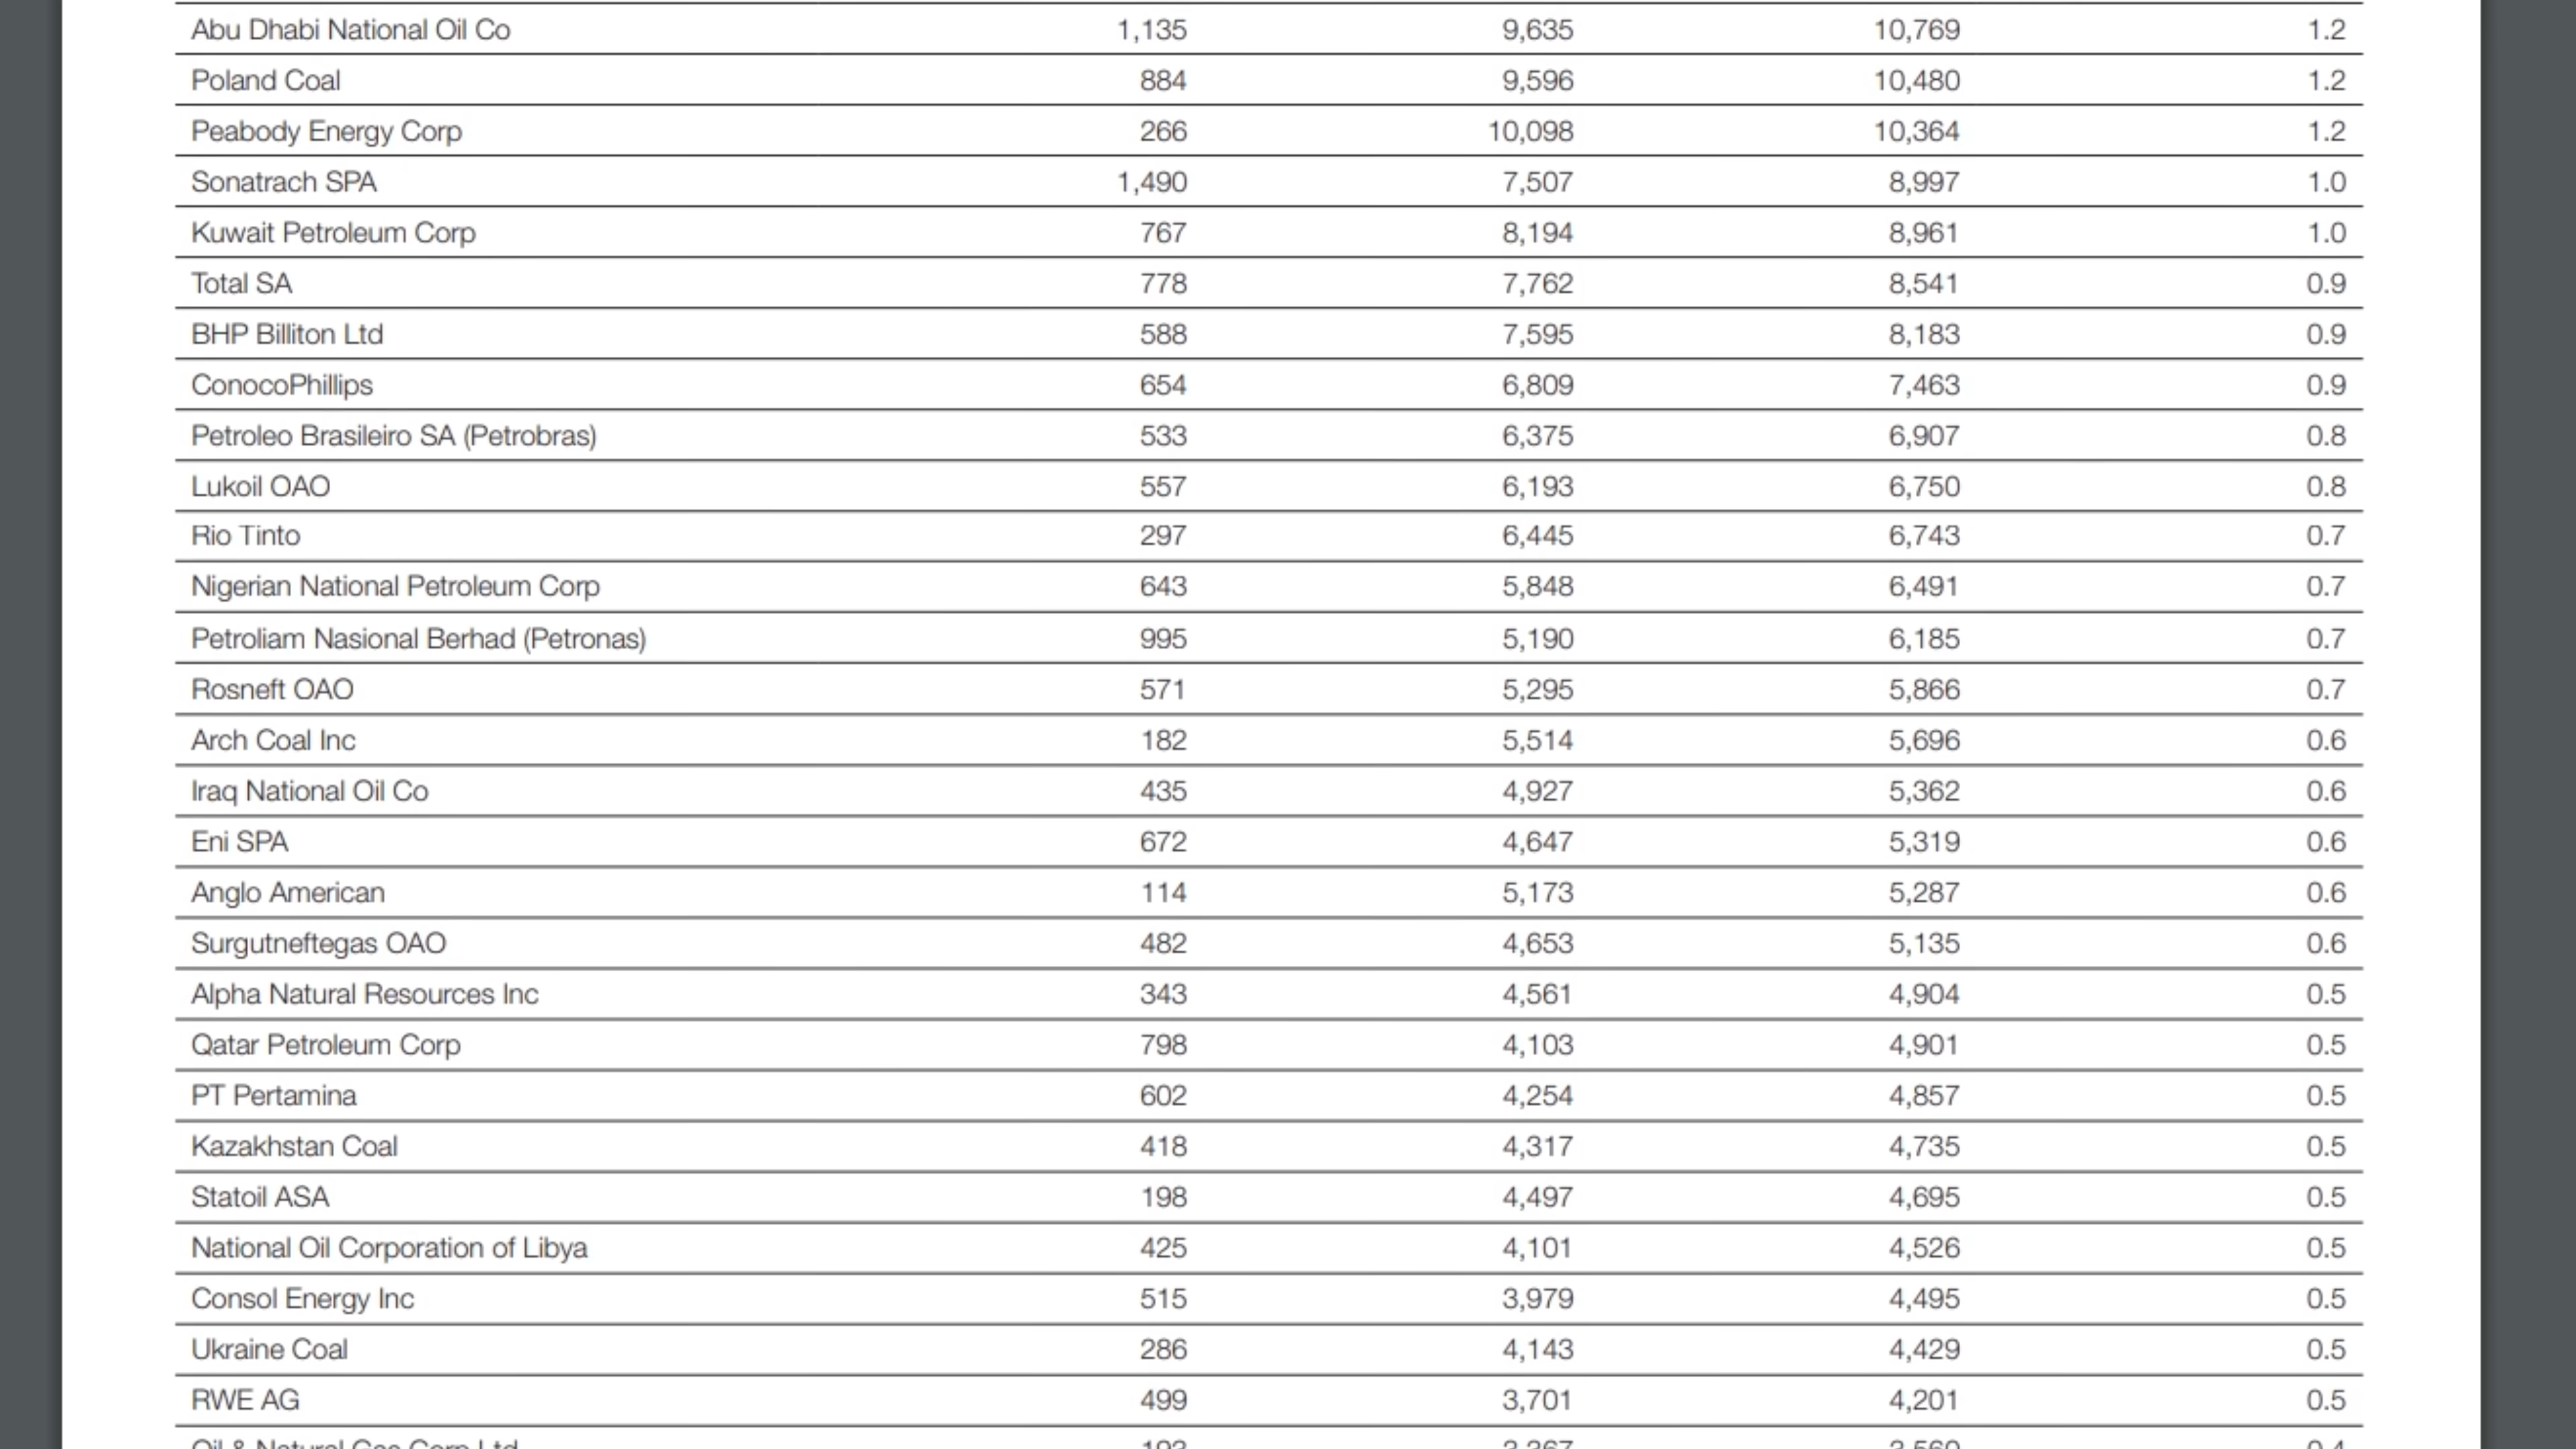 Abu Dhabi National Oil Co 1,135 9,635 10,769 1.2
Poland Coal 884 9,596 10,480 1.2
Peabody Energy Corp 266 10,098 10,364 1.2
Sonatrach SPA 1,490 7,507 8,997 1.0
Kuwait Petroleum Corp 767 8,194 8,961 1.0
Total SA 778 7,762 8,541 0.9
BHP Billiton Ltd 588 7,595 8,183 0.9
ConocoPhillips 654 6,809 7,463 0.9
Petroleo Brasileiro SA (Petrobras) 533 6,375 6,907 0.8
Lukoil OAO 557 6,193 6,750 0.8
Rio Tinto 297 6,445 6,743 0.7
Nigerian National Petroleum Corp 643 5,848 6,491 0.7
Petroliam Nasional Berhad (Petronas) 995 5,190 6,185 0.7
Rosneft OAO 571 5,295 5,866 0.7
Arch Coal Inc 182 5,514 5,696 0.6
Iraq National Oil Co 435 4,927 5,362 0.6
Eni SPA 672 4,647 5,319 0.6
Anglo American 114 5,173 5,287 0.6
Surgutneftegas OAO 482 4,653 5,135 0.6
Alpha Natural Resources Inc 343 4,561 4,904 0.5
Qatar Petroleum Corp 798 4,103 4,901 0.5
PT Pertamina 602 4,254 4,857 0.5
Kazakhstan Coal 418 4,317 4,735 0.5
Statoil ASA 198 4,497 4,695 0.5
National Oil Corporation of Libya 425 4,101 4,526 0.5
Consol Energy Inc 515 3,979 4,495 0.5
Ukraine Coal 286 4,143 4,429 0.5
RWE AG 499 3,701 4,201 0.5
Oil & Natural Gas Corp Ltd